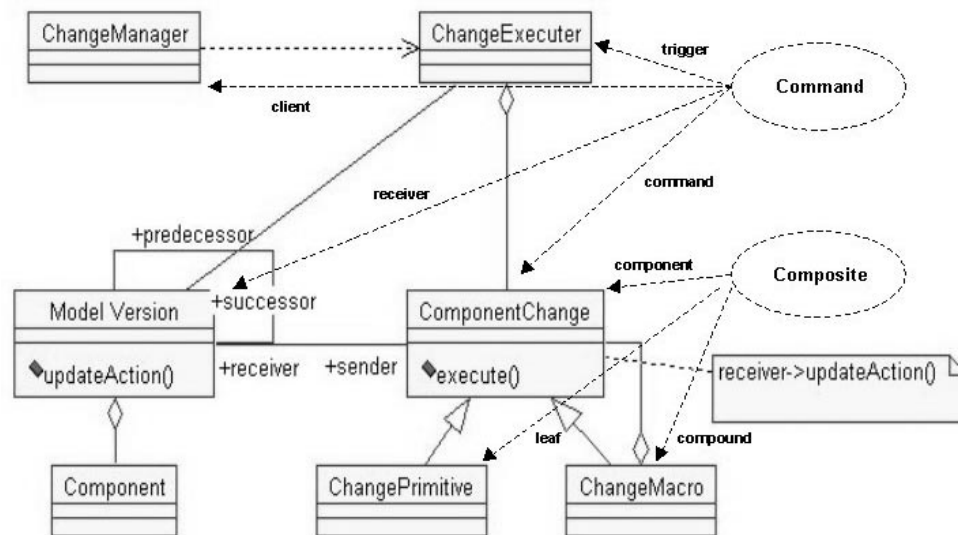 ChangeManager
ChangeExecuter
trigger
client
Command
receiver
command
+predecessor
component
Composite
Model Version
+successor
ComponentChange
updateAction()
+receiver
+sender
execute()
receiver->updateAction()
leaf
compound
Component
ChangePrimitive
ChangeMacro